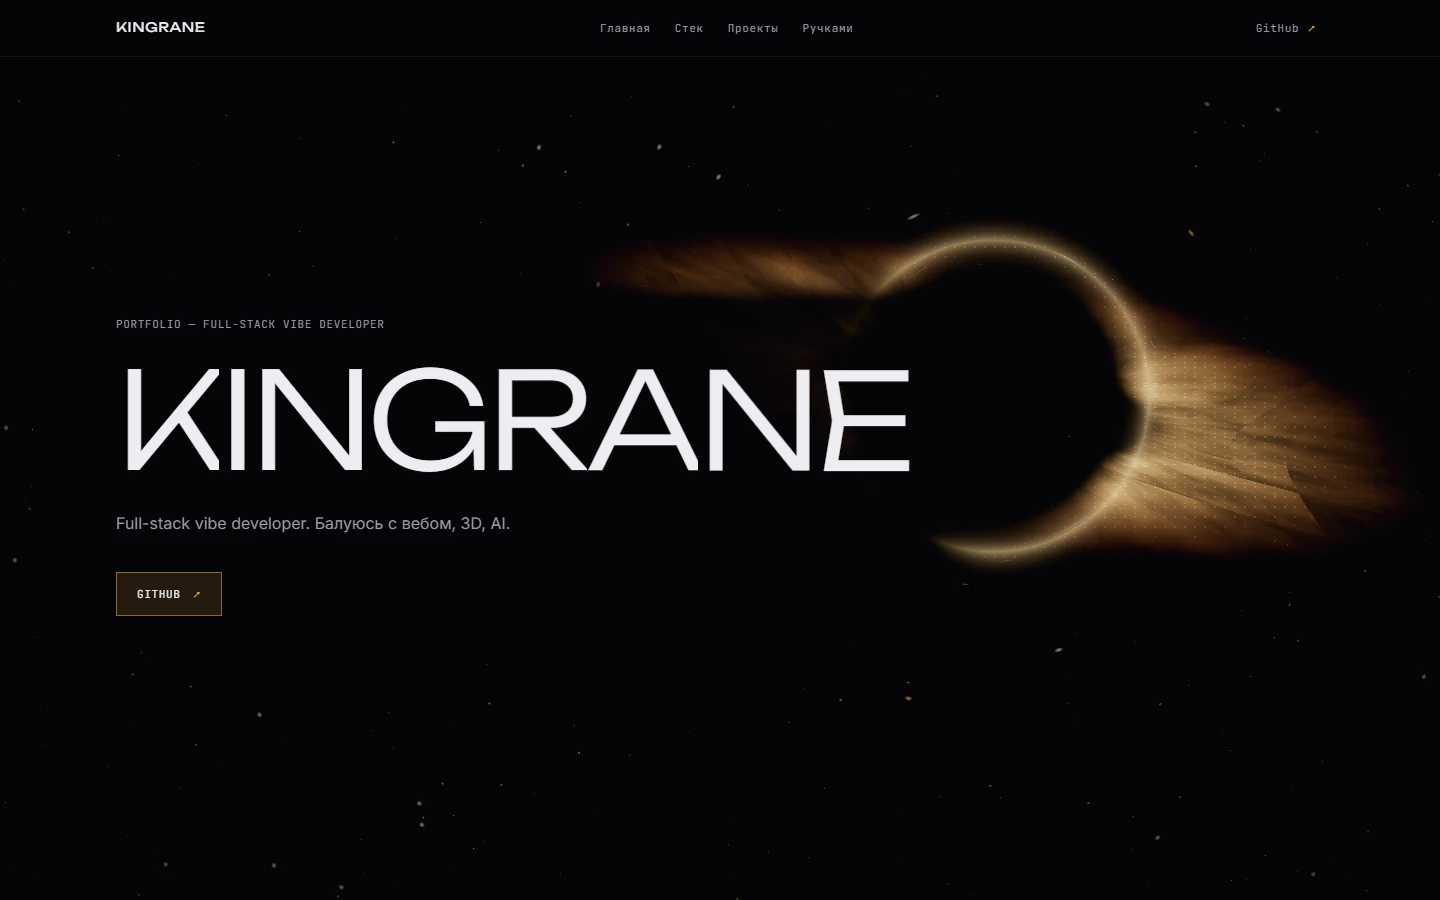 KINGRANE
Главная Стек Проекты Ручками
GitHub ↗
PORTFOLIO — FULL-STACK VIBE DEVELOPER
KINGRANE
Full-stack vibe developer. Балуюсь с вебом, 3D, AI.
GITHUB ↗